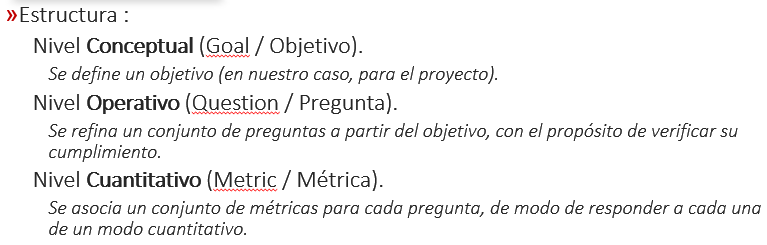 »Estructura :
Nivel Conceptual (Goal / Objetivo).
Se define un objetivo (en nuestro caso, para el proyecto).
Nivel Operativo (Question / Pregunta).
Se refina un conjunto de preguntas a partir del objetivo, con el propósito de verificar su
cumplimiento.
Nivel Cuantitativo (Metric / Métrica).
Se asocia un conjunto de métricas para cada pregunta, de modo de responder a cada una
de un modo cuantitativo.